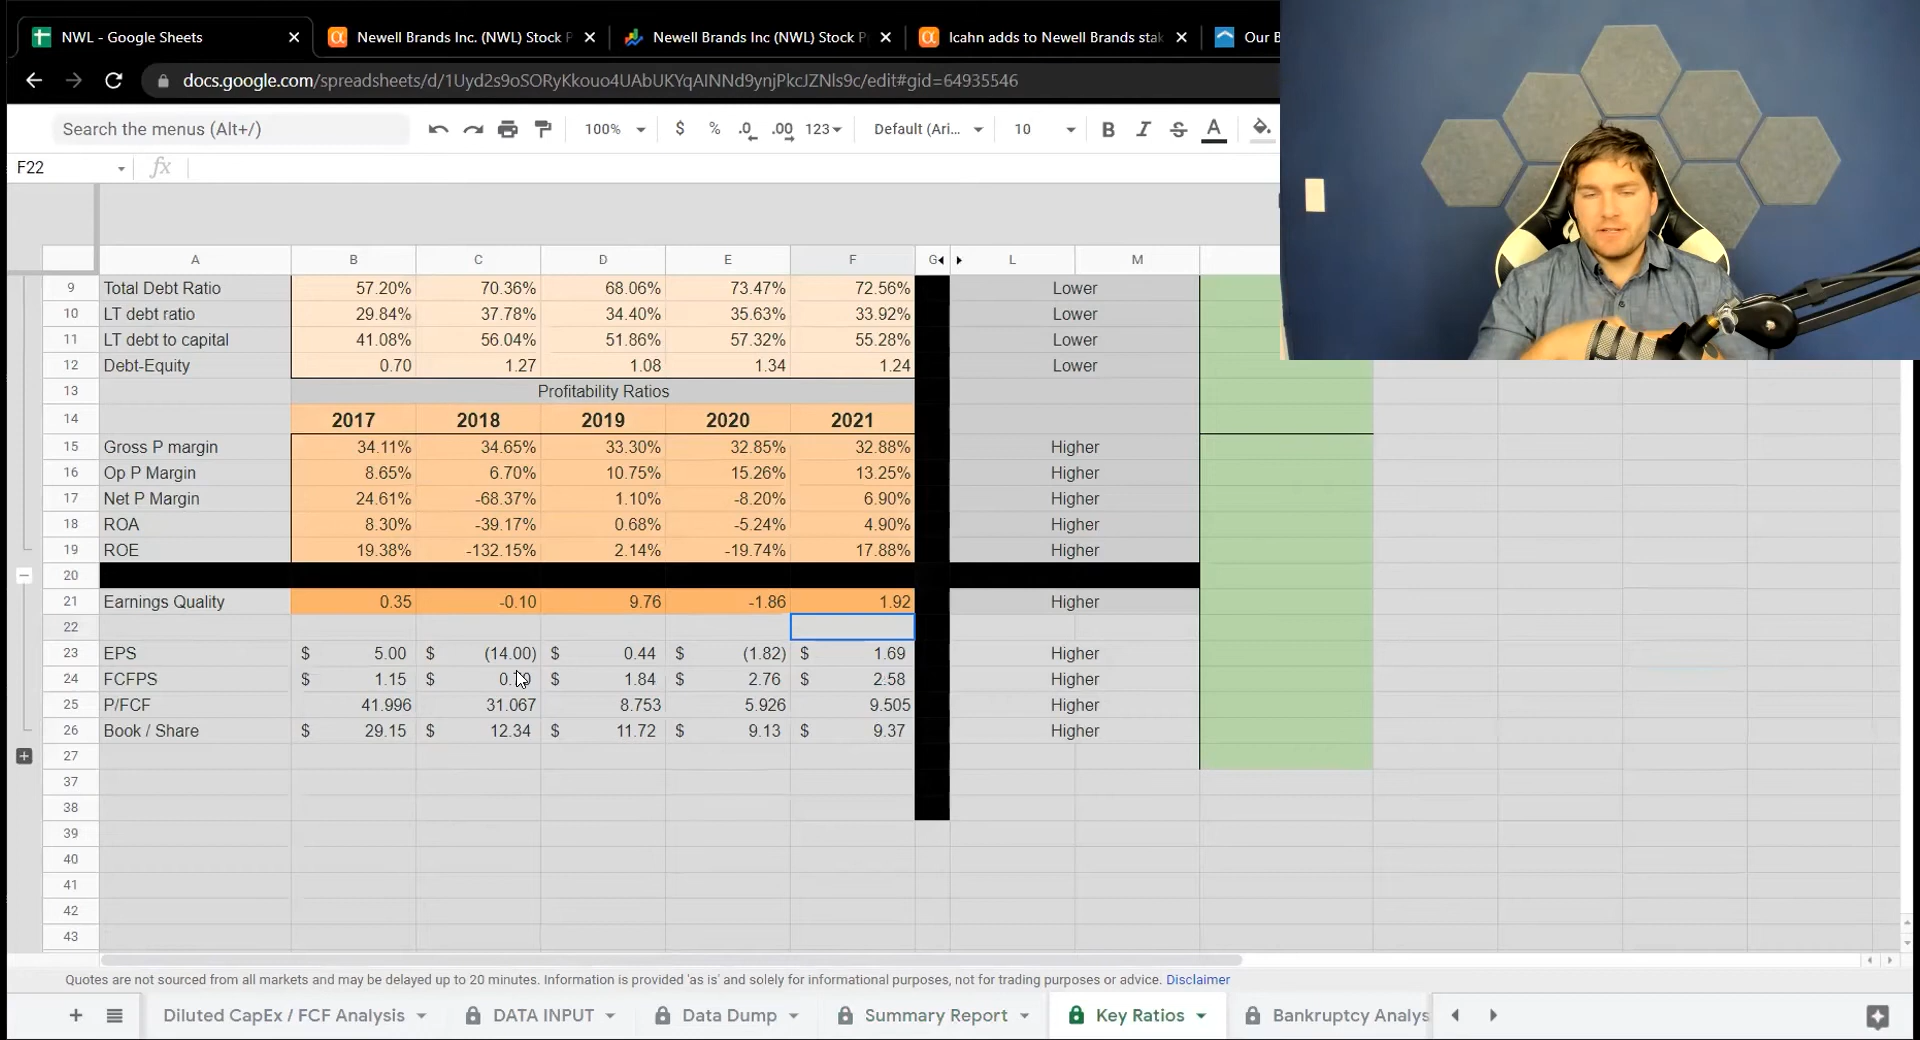 NWL - Google Sheets
Newell Brands Inc. (NWL) Stock P
Newell Brands Inc (NWL) Stock P
Icahn adds to Newell Brands stak
Our B
docs.google.com/spreadsheets/d/1Uyd2s9oSORyKkouo4UAbUKYqAINNd9ynjPkcJZNls9c/edit#gid=64935546
Search the menus (Alt+/)
100%
$ % .0 .00 123
Default (Ari...
10
B I S A
F22
fx
A B C D E F G L M
9 Total Debt Ratio 57.20% 70.36% 68.06% 73.47% 72.56% Lower
10 LT debt ratio 29.84% 37.78% 34.40% 35.63% 33.92% Lower
11 LT debt to capital 41.08% 56.04% 51.86% 57.32% 55.28% Lower
12 Debt-Equity 0.70 1.27 1.08 1.34 1.24 Lower
13 Profitability Ratios
14 2017 2018 2019 2020 2021
15 Gross P margin 34.11% 34.65% 33.30% 32.85% 32.88% Higher
16 Op P Margin 8.65% 6.70% 10.75% 15.26% 13.25% Higher
17 Net P Margin 24.61% -68.37% 1.10% -8.20% 6.90% Higher
18 ROA 8.30% -39.17% 0.68% -5.24% 4.90% Higher
19 ROE 19.38% -132.15% 2.14% -19.74% 17.88% Higher
20
21 Earnings Quality 0.35 -0.10 9.76 -1.86 1.92 Higher
22
23 EPS $ 5.00 $ (14.00) $ 0.44 $ (1.82) $ 1.69 Higher
24 FCFPS $ 1.15 $ $ 1.84 $ 2.76 $ 2.58 Higher
25 P/FCF 41.996 31.067 8.753 5.926 9.505 Higher
26 Book / Share $ 29.15 $ 12.34 $ 11.72 $ 9.13 $ 9.37 Higher
27
37
38
39
40
41
42
43
Quotes are not sourced from all markets and may be delayed up to 20 minutes. Information is provided 'as is' and solely for informational purposes, not for trading purposes or advice. Disclaimer
Diluted CapEx / FCF Analysis
DATA INPUT
Data Dump
Summary Report
Key Ratios
Bankruptcy Analys